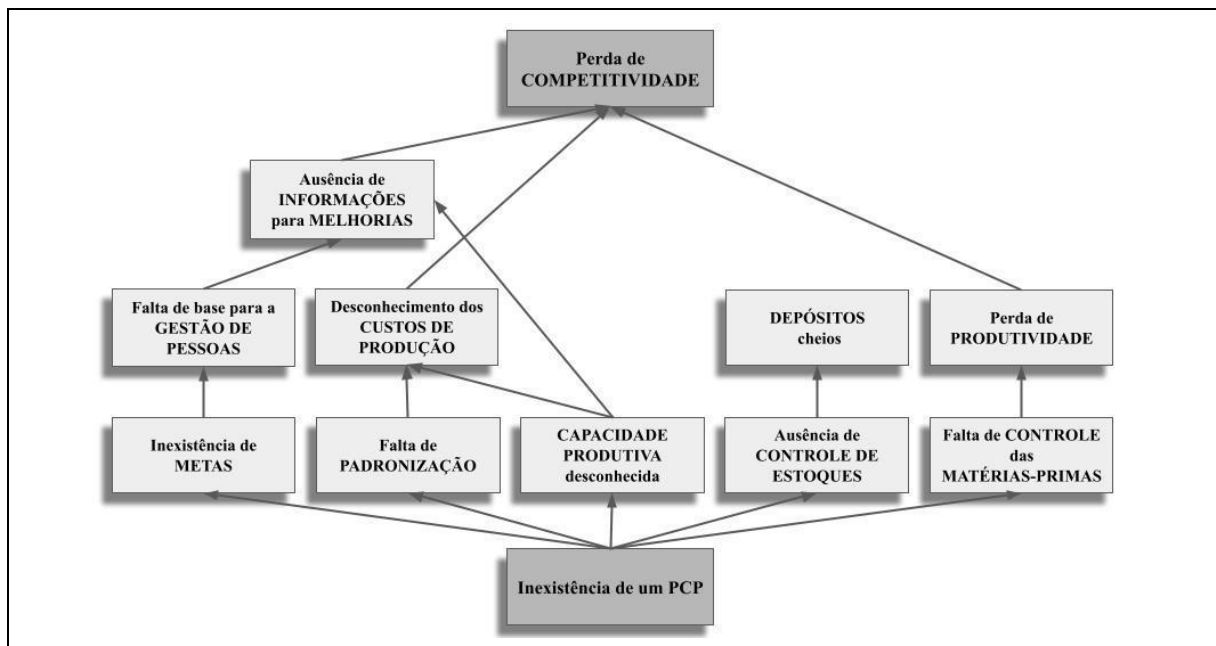 Perda de
COMPETITIVIDADE
Ausência de
INFORMAÇÕES
para MELHORIAS
Falta de base para a
GESTÃO DE
PESSOAS
Desconhecimento dos
CUSTOS DE
PRODUÇÃO
DEPÓSITOS
cheios
Perda de
PRODUTIVIDADE
Inexistência de
METAS
Falta de
PADRONIZAÇÃO
CAPACIDADE
PRODUTIVA
desconhecida
Ausência de
CONTROLE DE
ESTOQUES
Falta de CONTROLE
das
MATÉRIAS-PRIMAS
Inexistência de um PCP